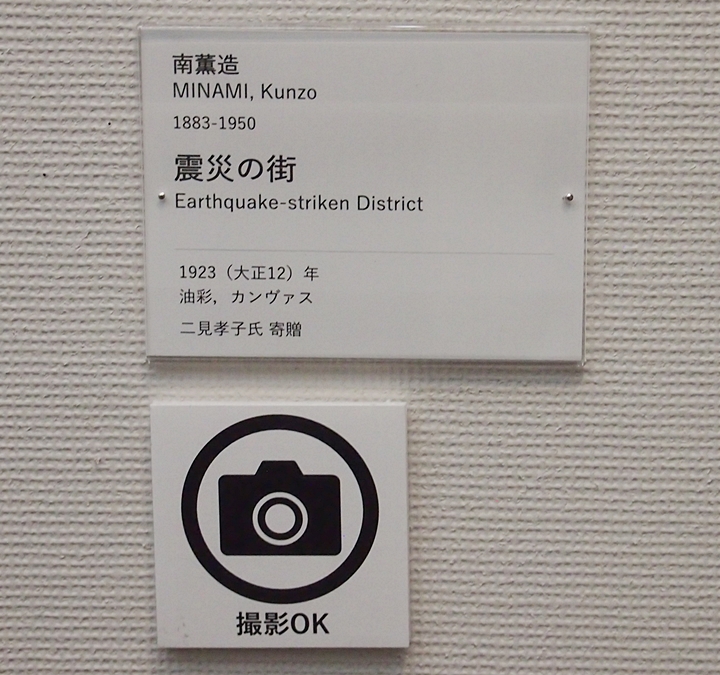 南薫造
MINAMI, Kunzo
1883-1950
震災の街
Earthquake-striken District
1923（大正12）年
油彩，カンヴァス
二見孝子氏 寄贈
撮影OK